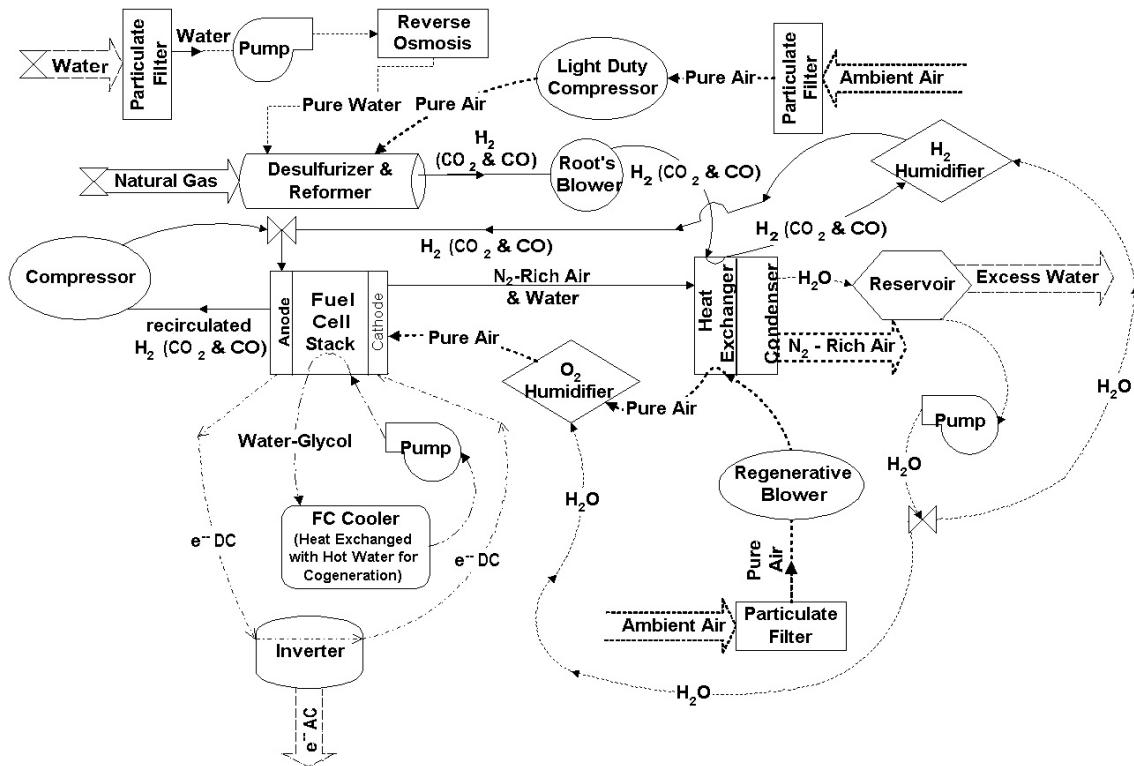 Water
Particulate
Filter
Water
Pump
Reverse
Osmosis
Light Duty
Compressor
Pure Air
Particulate
Filter
Ambient Air
Pure Water
Pure Air
Natural Gas
Desulfurizer &
Reformer
H2
(CO2 & CO)
Root's
Blower
H2 (CO2 & CO)
H2
Humidifier
H2 (CO2 & CO)
H2 (CO2 & CO)
Compressor
recirculated
H2 (CO2 & CO)
Anode
Fuel
Cell
Stack
Cathode
N2-Rich Air
& Water
Pure Air
Heat
Exchanger
Condenser
H2O
Reservoir
Excess Water
N2 - Rich Air
O2
Humidifier
Pure Air
H2O
Water-Glycol
Pump
Pump
H2O
Regenerative
Blower
H2O
FC Cooler
(Heat Exchanged
with Hot Water for
Cogeneration)
e-- DC
e-- DC
Pure
Air
Ambient Air
Particulate
Filter
Inverter
H2O
e-- AC